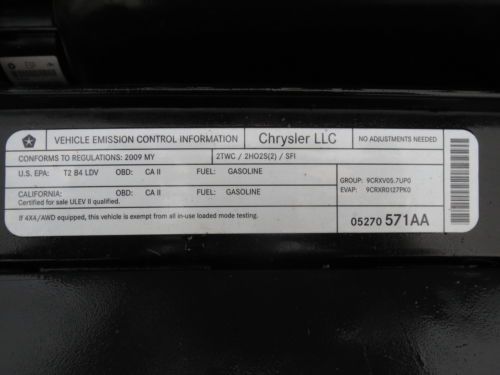 ESP
VEHICLE EMISSION CONTROL INFORMATION Chrysler LLC NO ADJUSTMENTS NEEDED
CONFORMS TO REGULATIONS: 2009 MY 2TWC / 2HO2S(2) / SFI
U.S. EPA: T2 B4 LDV OBD: CA II FUEL: GASOLINE GROUP: 9CRXV05.7UP0
EVAP: 9CRXR0127PK0
CALIFORNIA: OBD: CA II FUEL: GASOLINE
Certified for sale ULEV II qualified.
If 4X4/AWD equipped, this vehicle is exempt from all in-use loaded mode testing. 05270 571AA